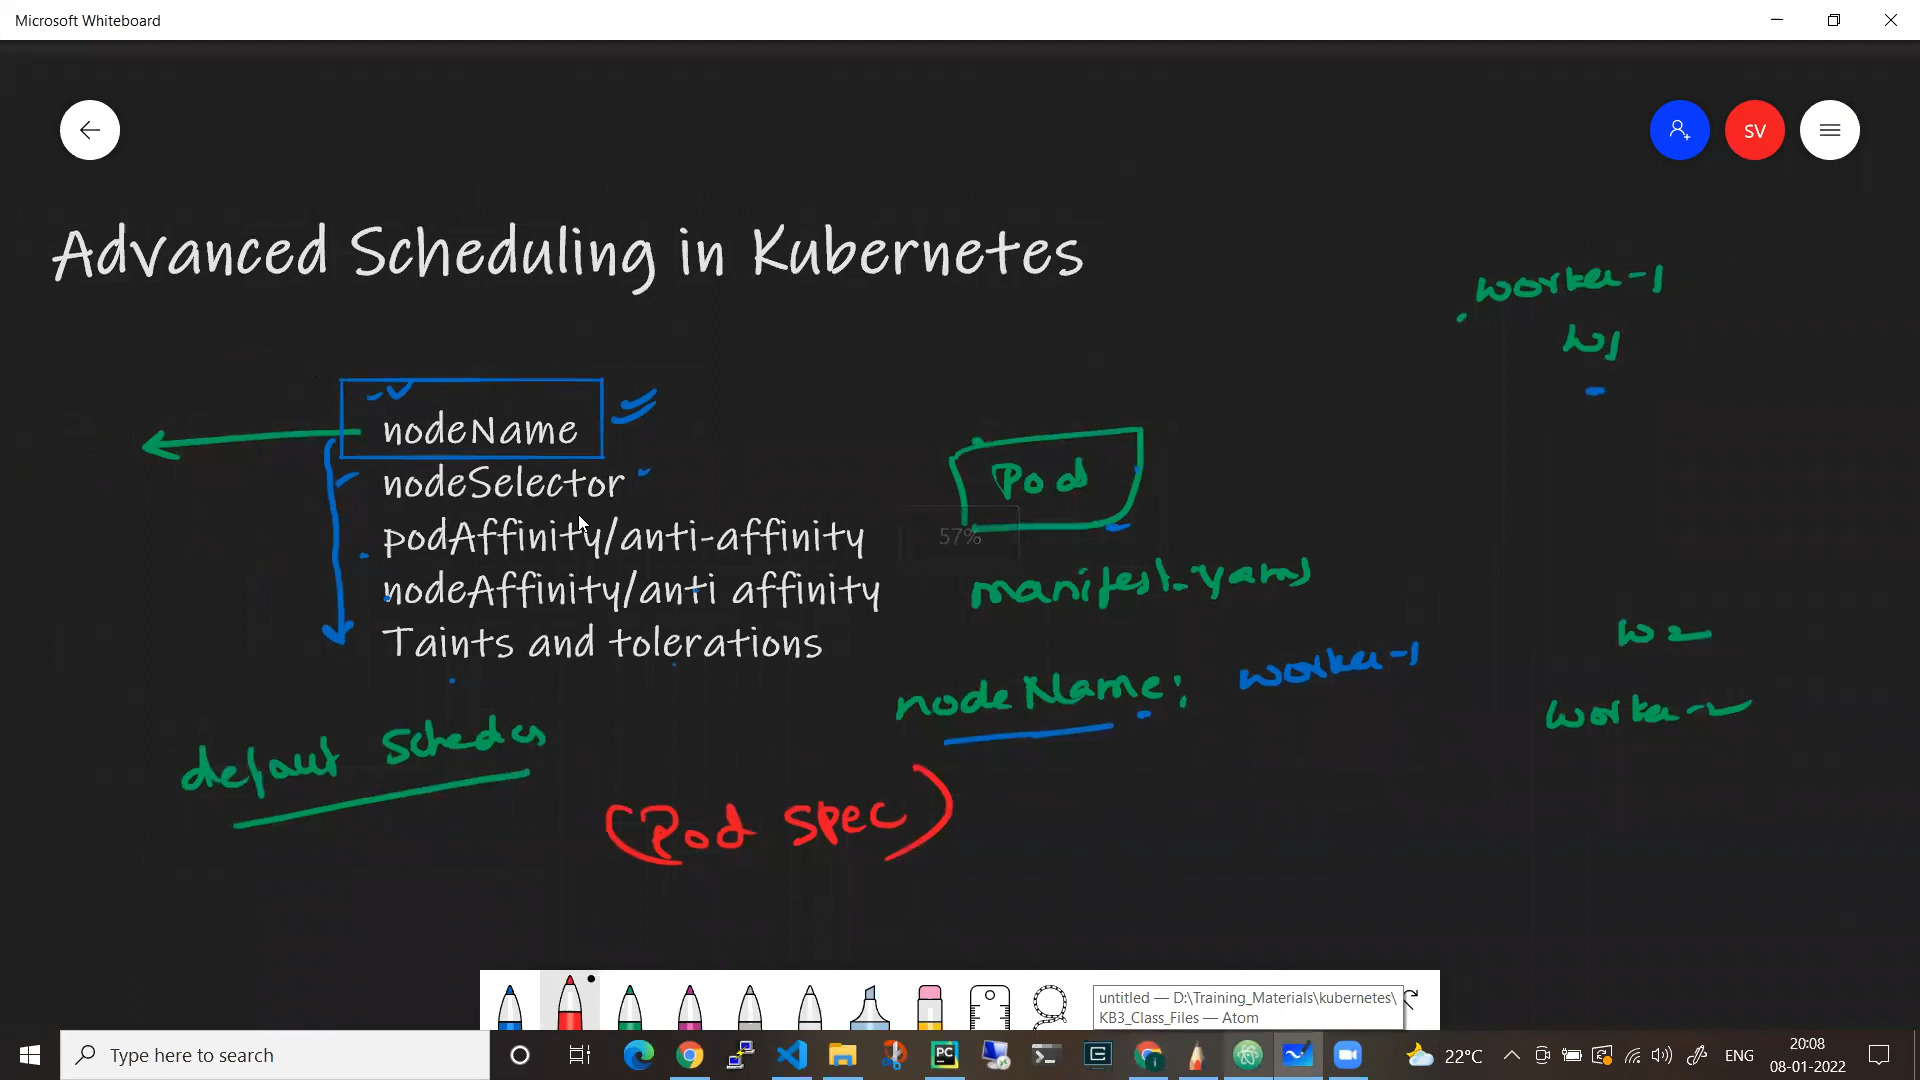 Microsoft Whiteboard
SV
Advanced Scheduling in Kubernetes
worker-1
W1
nodeName
nodeSelector
podAffinity/anti-affinity
nodeAffinity/anti affinity
Taints and tolerations
Pod
57%
manifest.yaml
nodeName: worker-1
W2
worker-2
default
(Pod spec)
untitled — D:\Training_Materials\kubernetes\
KB3_Class_Files — Atom
Type here to search
22°C
ENG
20:08
08-01-2022